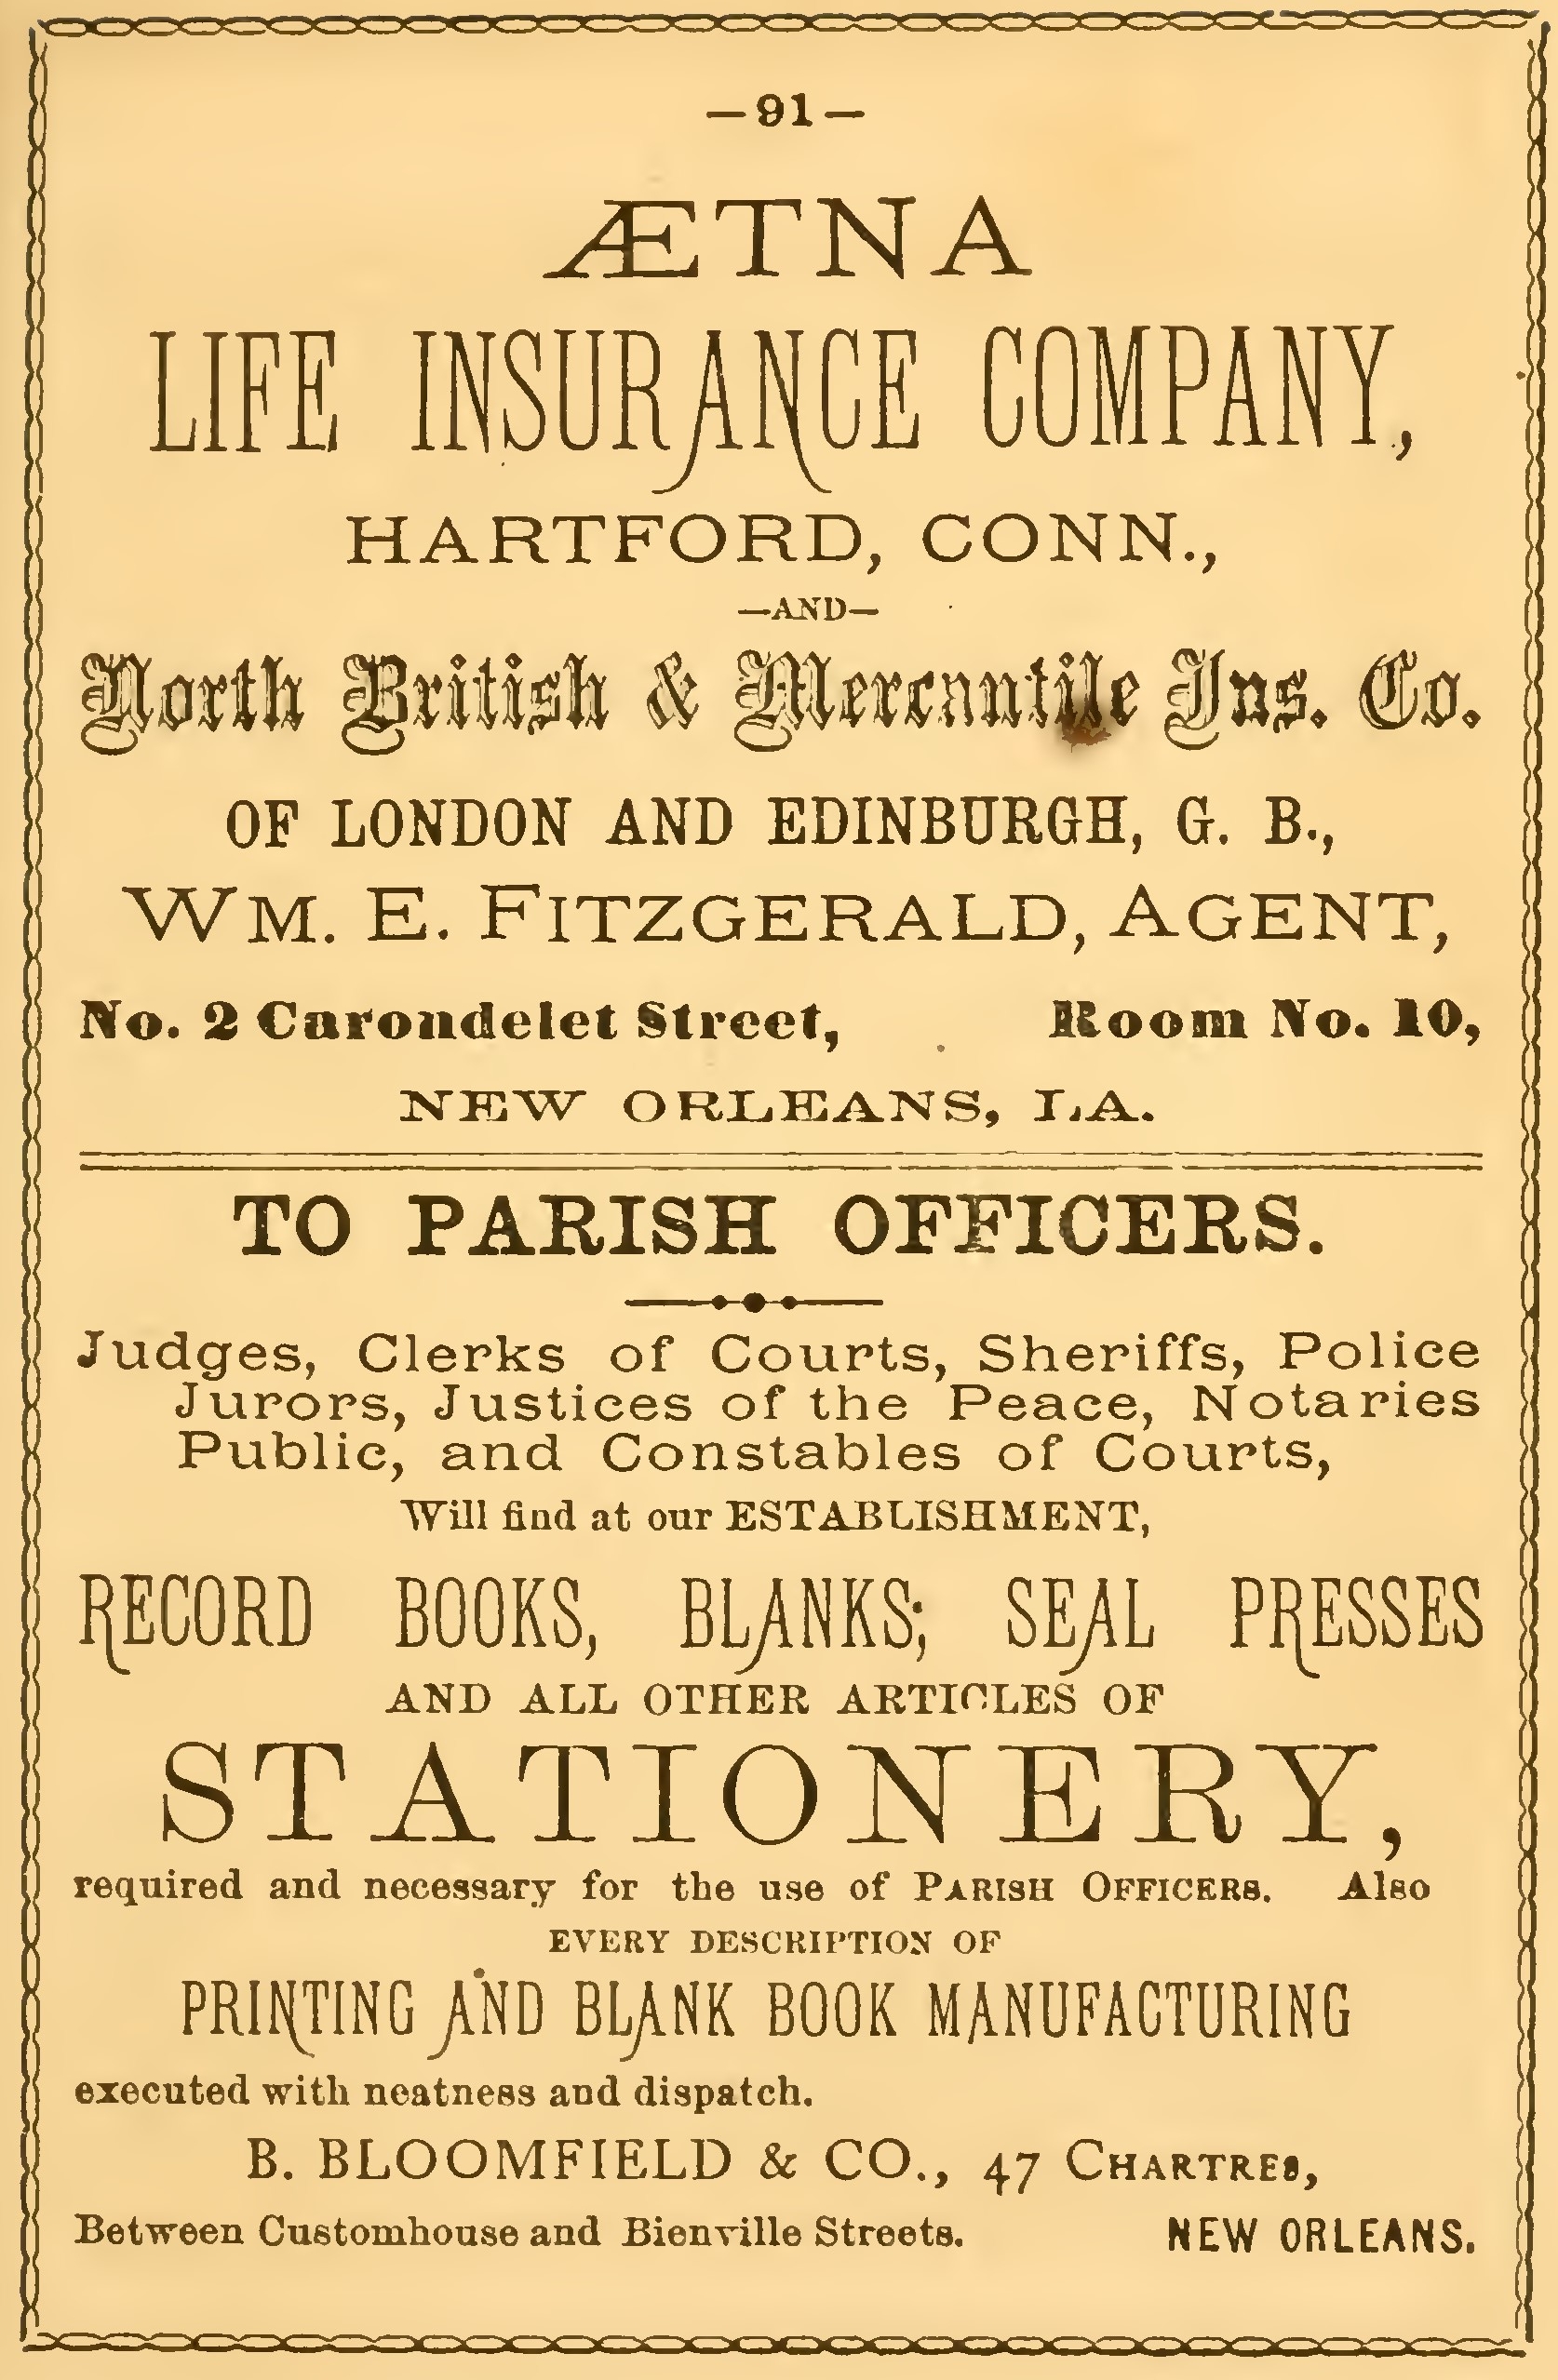 —91—
ÆTNA
LIFE INSURANCE COMPANY,
HARTFORD, CONN.,
—AND—
North British & Mercantile Ins. Co.
OF LONDON AND EDINBURGH, G. B.,
WM. E. FITZGERALD, AGENT,
No. 2 Carondelet Street, Room No. 10,
NEW ORLEANS, LA.
TO PARISH OFFICERS.
Judges, Clerks of Courts, Sheriffs, Police
Jurors, Justices of the Peace, Notaries
Public, and Constables of Courts,
Will find at our ESTABLISHMENT,
RECORD BOOKS, BLANKS; SEAL PRESSES
AND ALL OTHER ARTICLES OF
STATIONERY,
required and necessary for the use of PARISH OFFICERS. Also
EVERY DESCRIPTION OF
PRINTING AND BLANK BOOK MANUFACTURING
executed with neatness and dispatch.
B. BLOOMFIELD & CO., 47 CHARTRES,
Between Customhouse and Bienville Streets. NEW ORLEANS.